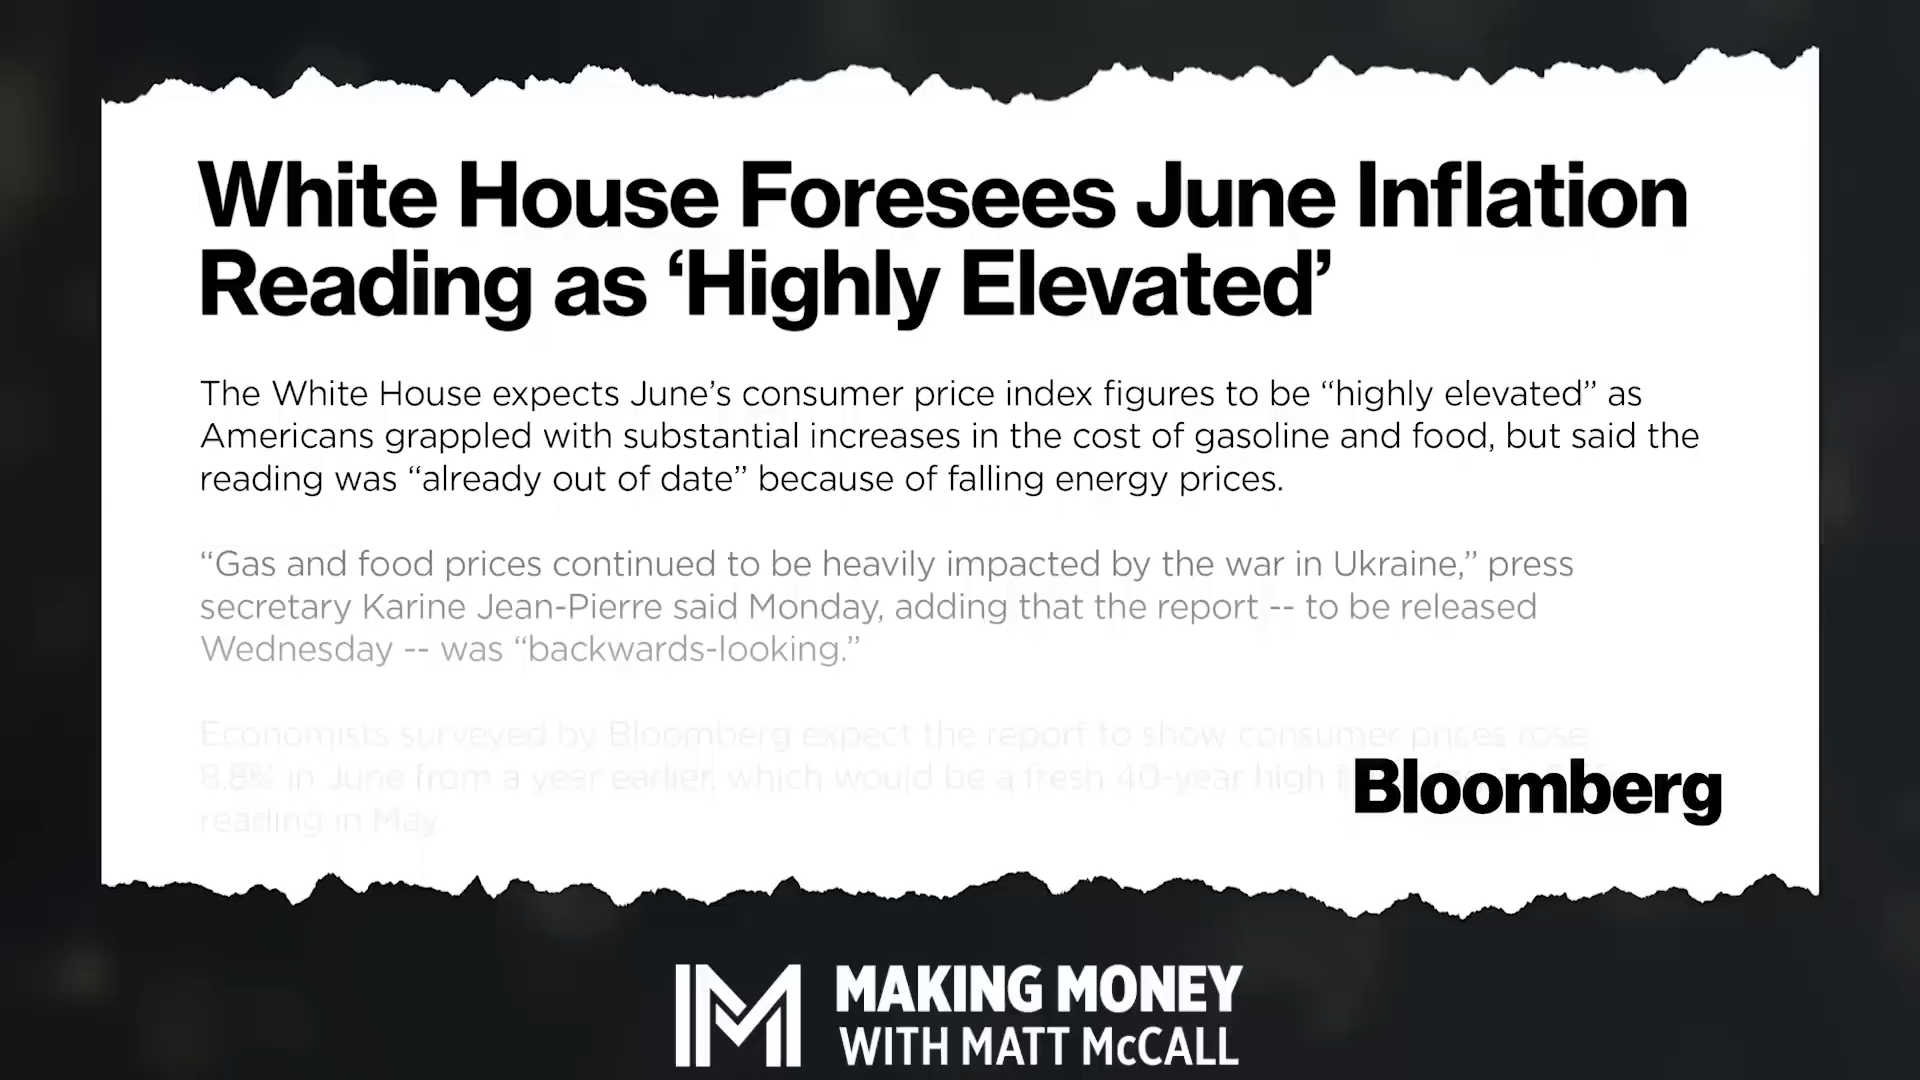 White House Foresees June Inflation
Reading as ‘Highly Elevated’
The White House expects June’s consumer price index figures to be “highly elevated” as
Americans grappled with substantial increases in the cost of gasoline and food, but said the
reading was “already out of date” because of falling energy prices.
“Gas and food prices continued to be heavily impacted by the war in Ukraine,” press
secretary Karine Jean-Pierre said Monday, adding that the report -- to be released
Wednesday -- was “backwards-looking.”
Economists surveyed by Bloomberg expect the report to show consumer prices rose
8.8% in June from a year earlier, which would be a fresh 40-year high
reading in May.
Bloomberg
MAKING MONEY
WITH MATT McCALL